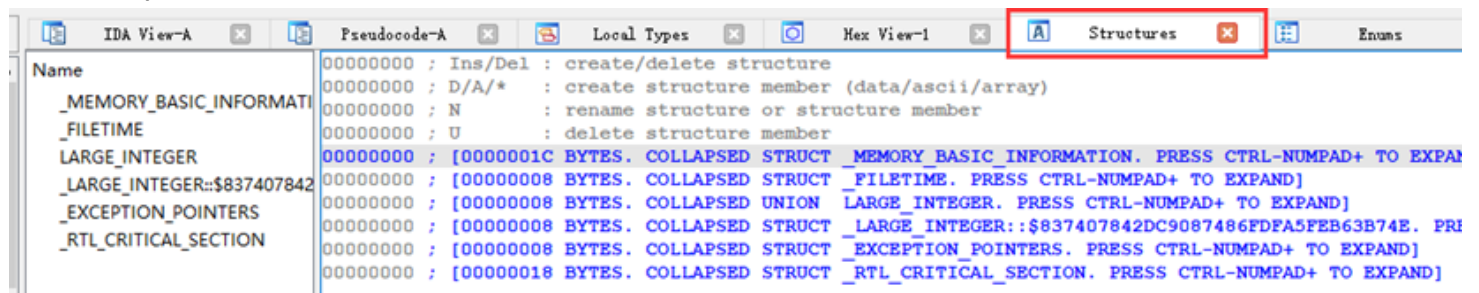 IDA View-A Pseudocode-A Local Types Hex View-1 A Structures Enums
Name
_MEMORY_BASIC_INFORMATI
_FILETIME
LARGE_INTEGER
_LARGE_INTEGER::$837407842
_EXCEPTION_POINTERS
_RTL_CRITICAL_SECTION
00000000 ; Ins/Del : create/delete structure
00000000 ; D/A/* : create structure member (data/ascii/array)
00000000 ; N : rename structure or structure member
00000000 ; U : delete structure member
00000000 ; [0000001C BYTES. COLLAPSED STRUCT _MEMORY_BASIC_INFORMATION. PRESS CTRL-NUMPAD+ TO EXPAN
00000000 ; [00000008 BYTES. COLLAPSED STRUCT _FILETIME. PRESS CTRL-NUMPAD+ TO EXPAND]
00000000 ; [00000008 BYTES. COLLAPSED UNION LARGE_INTEGER. PRESS CTRL-NUMPAD+ TO EXPAND]
00000000 ; [00000008 BYTES. COLLAPSED STRUCT _LARGE_INTEGER::$837407842DC9087486FDFA5FEB63B74E. PRE
00000000 ; [00000008 BYTES. COLLAPSED STRUCT _EXCEPTION_POINTERS. PRESS CTRL-NUMPAD+ TO EXPAND]
00000000 ; [00000018 BYTES. COLLAPSED STRUCT _RTL_CRITICAL_SECTION. PRESS CTRL-NUMPAD+ TO EXPAND]